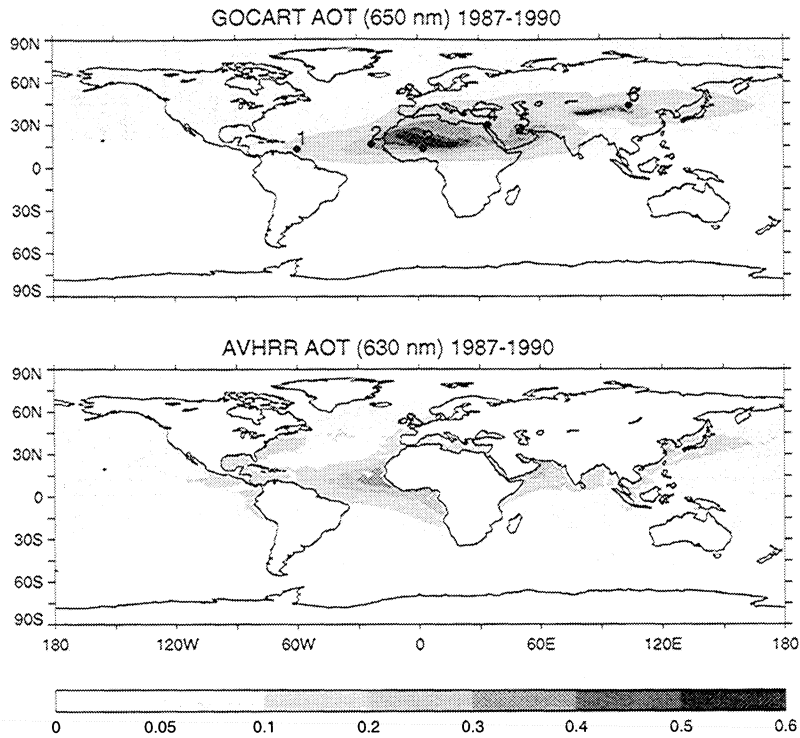 GOCART AOT (650 nm) 1987-1990
90N
60N
30N
0
30S
60S
90S
1
2
3
4
5
6
AVHRR AOT (630 nm) 1987-1990
90N
60N
30N
0
30S
60S
90S
180 120W 60W 0 60E 120E 180
0 0.05 0.1 0.2 0.3 0.4 0.5 0.6